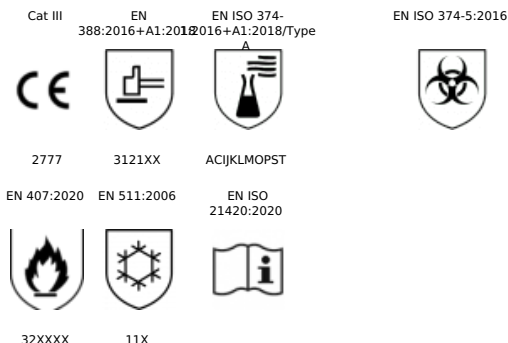 Cat III
EN
388:2016+A1:2018
EN ISO 374-
1:2016+A1:2018/Type
A
EN ISO 374-5:2016
CE
2777
3121XX
ACIJKLMOPST
EN 407:2020
EN 511:2006
EN ISO
21420:2020
i
32XXXX
11X